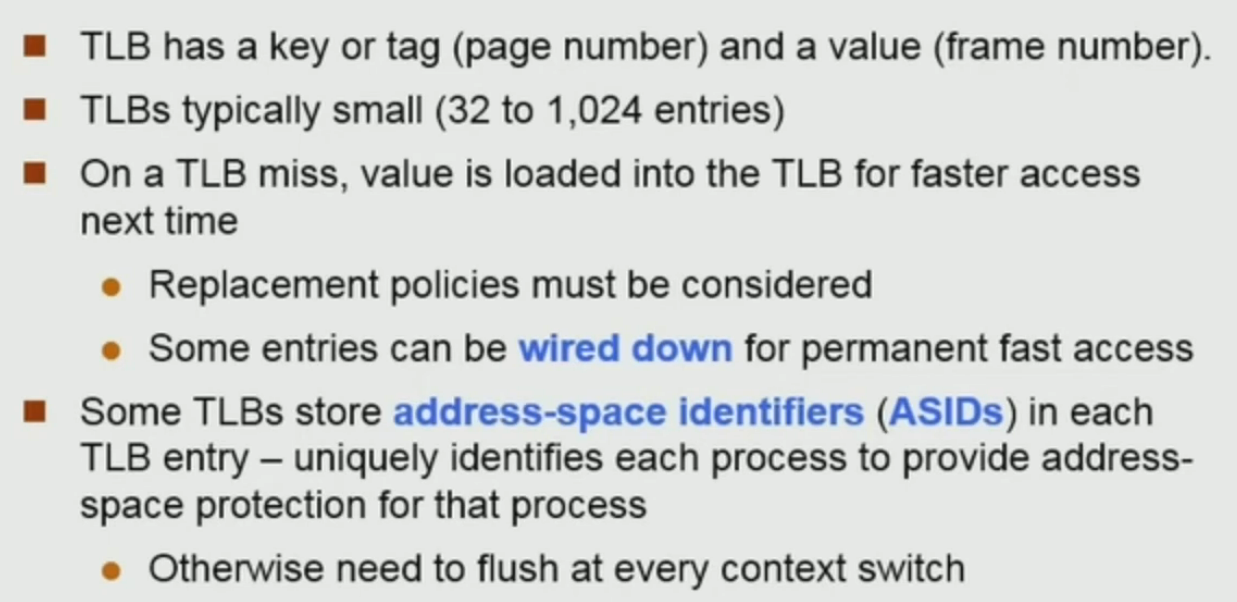 TLB has a key or tag (page number) and a value (frame number).
TLBs typically small (32 to 1,024 entries)
On a TLB miss, value is loaded into the TLB for faster access
next time
Replacement policies must be considered
Some entries can be wired down for permanent fast access
Some TLBs store address-space identifiers (ASIDs) in each
TLB entry – uniquely identifies each process to provide address-
space protection for that process
Otherwise need to flush at every context switch